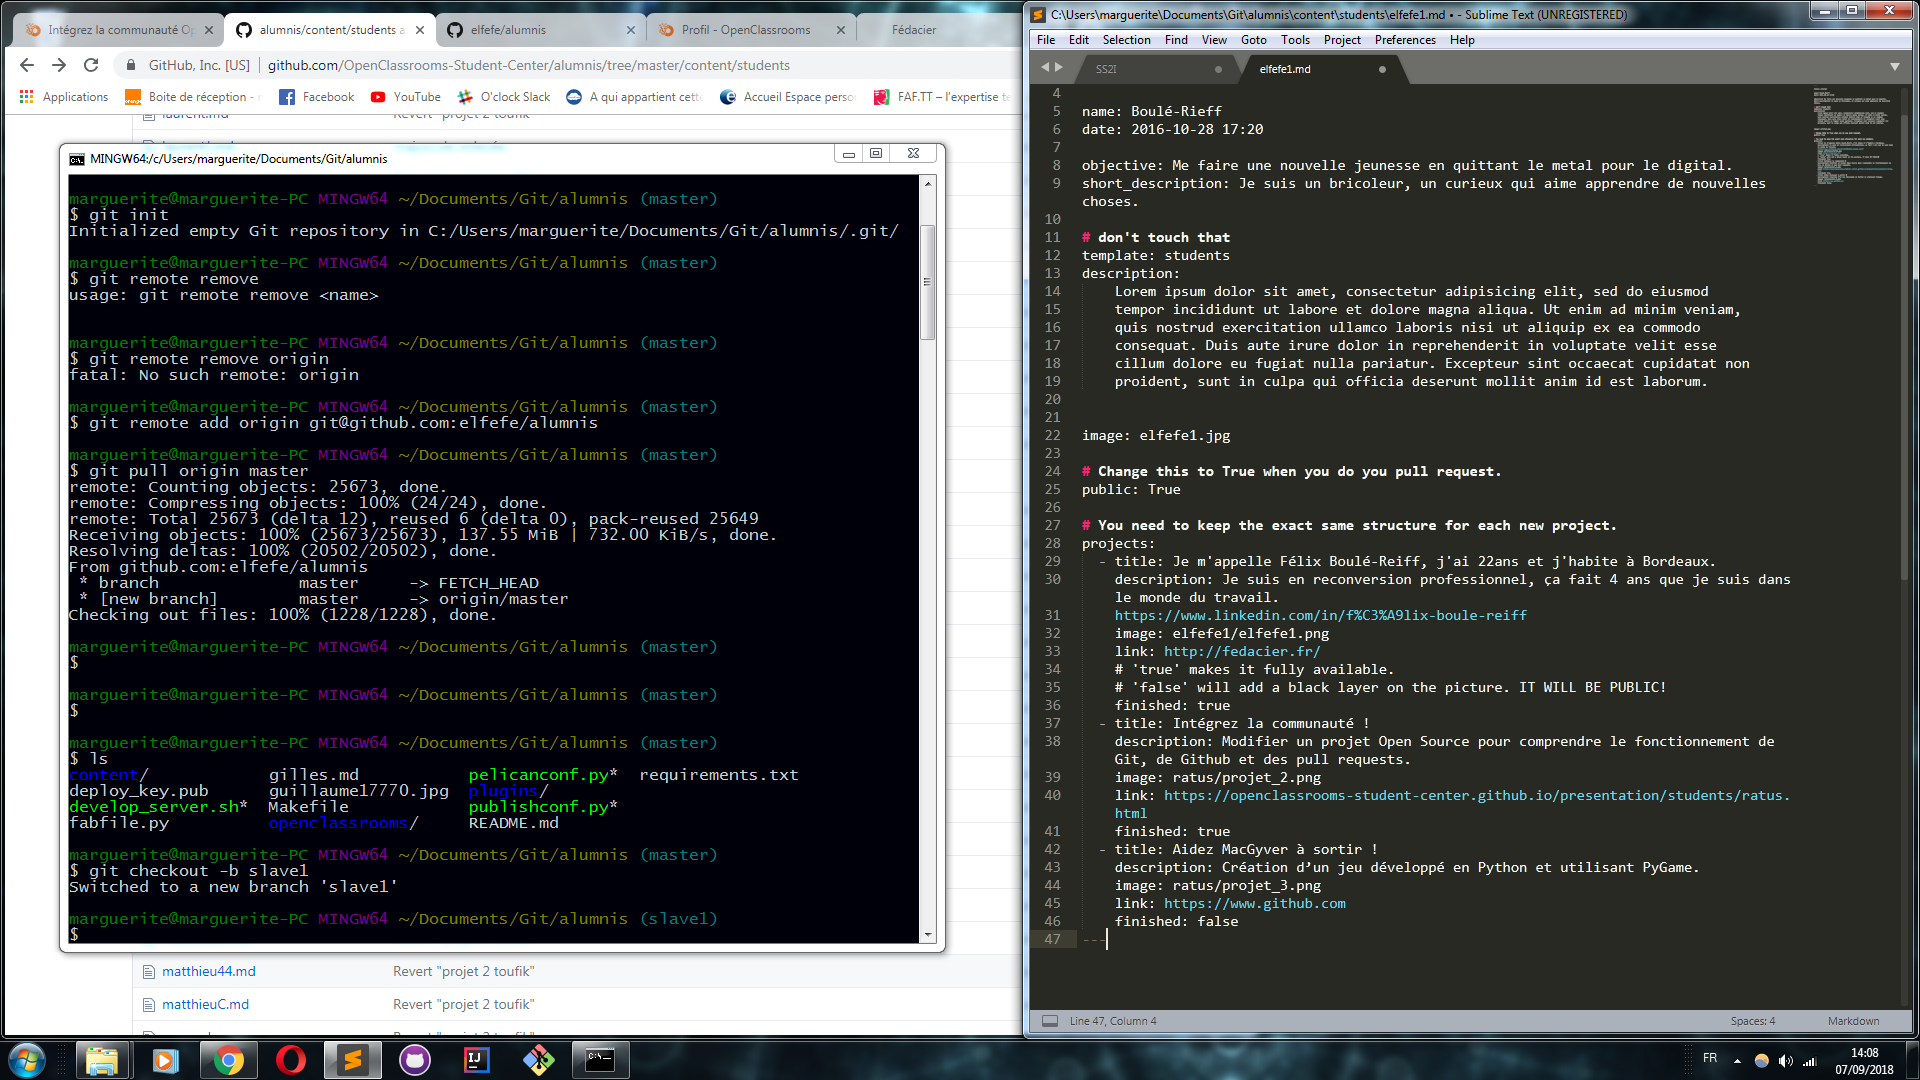 Intégrez la communauté Op
alumnis/content/students a
elfefe/alumnis
Profil - OpenClassrooms
Fédacier
GitHub, Inc. [US]
github.com/OpenClassrooms-Student-Center/alumnis/tree/master/content/students
Applications
Boite de réception -
Facebook
YouTube
O'clock Slack
A qui appartient cett
Accueil Espace perso
FAF.TT – L'expertise te
laurent.md
Revert "projet 2 toufik"
MINGW64:/c/Users/marguerite/Documents/Git/alumnis
marguerite@marguerite-PC MINGW64 ~/Documents/Git/alumnis (master)
$ git init
Initialized empty Git repository in C:/Users/marguerite/Documents/Git/alumnis/.git/
marguerite@marguerite-PC MINGW64 ~/Documents/Git/alumnis (master)
$ git remote remove
usage: git remote remove <name>
marguerite@marguerite-PC MINGW64 ~/Documents/Git/alumnis (master)
$ git remote remove origin
fatal: No such remote: origin
marguerite@marguerite-PC MINGW64 ~/Documents/Git/alumnis (master)
$ git remote add origin git@github.com:elfefe/alumnis
marguerite@marguerite-PC MINGW64 ~/Documents/Git/alumnis (master)
$ git pull origin master
remote: Counting objects: 25673, done.
remote: Compressing objects: 100% (24/24), done.
remote: Total 25673 (delta 12), reused 6 (delta 0), pack-reused 25649
Receiving objects: 100% (25673/25673), 137.55 MiB | 732.00 KiB/s, done.
Resolving deltas: 100% (20502/20502), done.
From github.com:elfefe/alumnis
* branch master -> FETCH_HEAD
* [new branch] master -> origin/master
Checking out files: 100% (1228/1228), done.
marguerite@marguerite-PC MINGW64 ~/Documents/Git/alumnis (master)
$
marguerite@marguerite-PC MINGW64 ~/Documents/Git/alumnis (master)
$
marguerite@marguerite-PC MINGW64 ~/Documents/Git/alumnis (master)
$ ls
content/ gilles.md pelicanconf.py* requirements.txt
deploy_key.pub guillaume17770.jpg plugins/
develop_server.sh* Makefile publishconf.py*
fabfile.py openclassrooms/ README.md
marguerite@marguerite-PC MINGW64 ~/Documents/Git/alumnis (master)
$ git checkout -b slave1
Switched to a new branch 'slave1'
marguerite@marguerite-PC MINGW64 ~/Documents/Git/alumnis (slave1)
$
matthieu44.md Revert "projet 2 toufik"
matthieuC.md Revert "projet 2 toufik"
C:\Users\marguerite\Documents\Git\alumnis\content\students\elfefe1.md • - Sublime Text (UNREGISTERED)
File Edit Selection Find View Goto Tools Project Preferences Help
SS2I
elfefe1.md
4
5 name: Boulé-Rieff
6 date: 2016-10-28 17:20
7
8 objective: Me faire une nouvelle jeunesse en quittant le metal pour le digital.
9 short_description: Je suis un bricoleur, un curieux qui aime apprendre de nouvelles
choses.
10
11 # don't touch that
12 template: students
13 description:
14 Lorem ipsum dolor sit amet, consectetur adipisicing elit, sed do eiusmod
15 tempor incididunt ut labore et dolore magna aliqua. Ut enim ad minim veniam,
16 quis nostrud exercitation ullamco laboris nisi ut aliquip ex ea commodo
17 consequat. Duis aute irure dolor in reprehenderit in voluptate velit esse
18 cillum dolore eu fugiat nulla pariatur. Excepteur sint occaecat cupidatat non
19 proident, sunt in culpa qui officia deserunt mollit anim id est laborum.
20
21
22 image: elfefe1.jpg
23
24 # Change this to True when you do you pull request.
25 public: True
26
27 # You need to keep the exact same structure for each new project.
28 projects:
29 - title: Je m'appelle Félix Boulé-Reiff, j'ai 22ans et j'habite à Bordeaux.
30 description: Je suis en reconversion professionnel, ça fait 4 ans que je suis dans
le monde du travail.
31 https://www.linkedin.com/in/f%C3%A9lix-boule-reiff
32 image: elfefe1/elfefe1.png
33 link: http://fedacier.fr/
34 # 'true' makes it fully available.
35 # 'false' will add a black layer on the picture. IT WILL BE PUBLIC!
36 finished: true
37 - title: Intégrez la communauté !
38 description: Modifier un projet Open Source pour comprendre le fonctionnement de
Git, de Github et des pull requests.
39 image: ratus/projet_2.png
40 link: https://openclassrooms-student-center.github.io/presentation/students/ratus.
html
41 finished: true
42 - title: Aidez MacGyver à sortir !
43 description: Création d’un jeu développé en Python et utilisant PyGame.
44 image: ratus/projet_3.png
45 link: https://www.github.com
46 finished: false
47 ---
Line 47, Column 4
Spaces: 4
Markdown
FR
14:08
07/09/2018